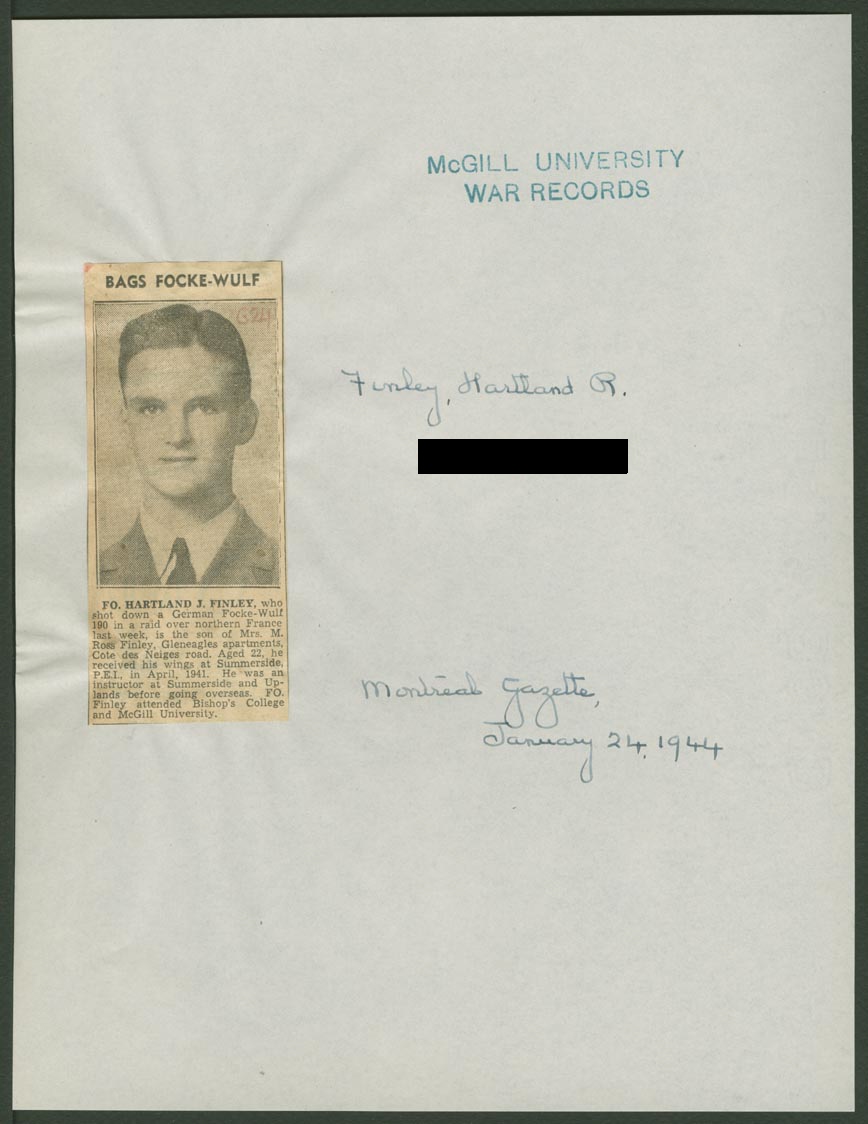 McGILL UNIVERSITY
WAR RECORDS
BAGS FOCKE-WULF
G24
Finley, Hartland R.
FO. HARTLAND J. FINLEY, who
shot down a German Focke-Wulf
190 in a raid over northern France
last week, is the son of Mrs. M.
Ross Finley, Gleneagles apartments,
Cote des Neiges road. Aged 22, he
received his wings at Summerside,
P.E.I., in April, 1941. He was an
instructor at Summerside and Up-
lands before going overseas. FO.
Finley attended Bishop's College
and McGill University.
Montreal Gazette,
January 24, 1944